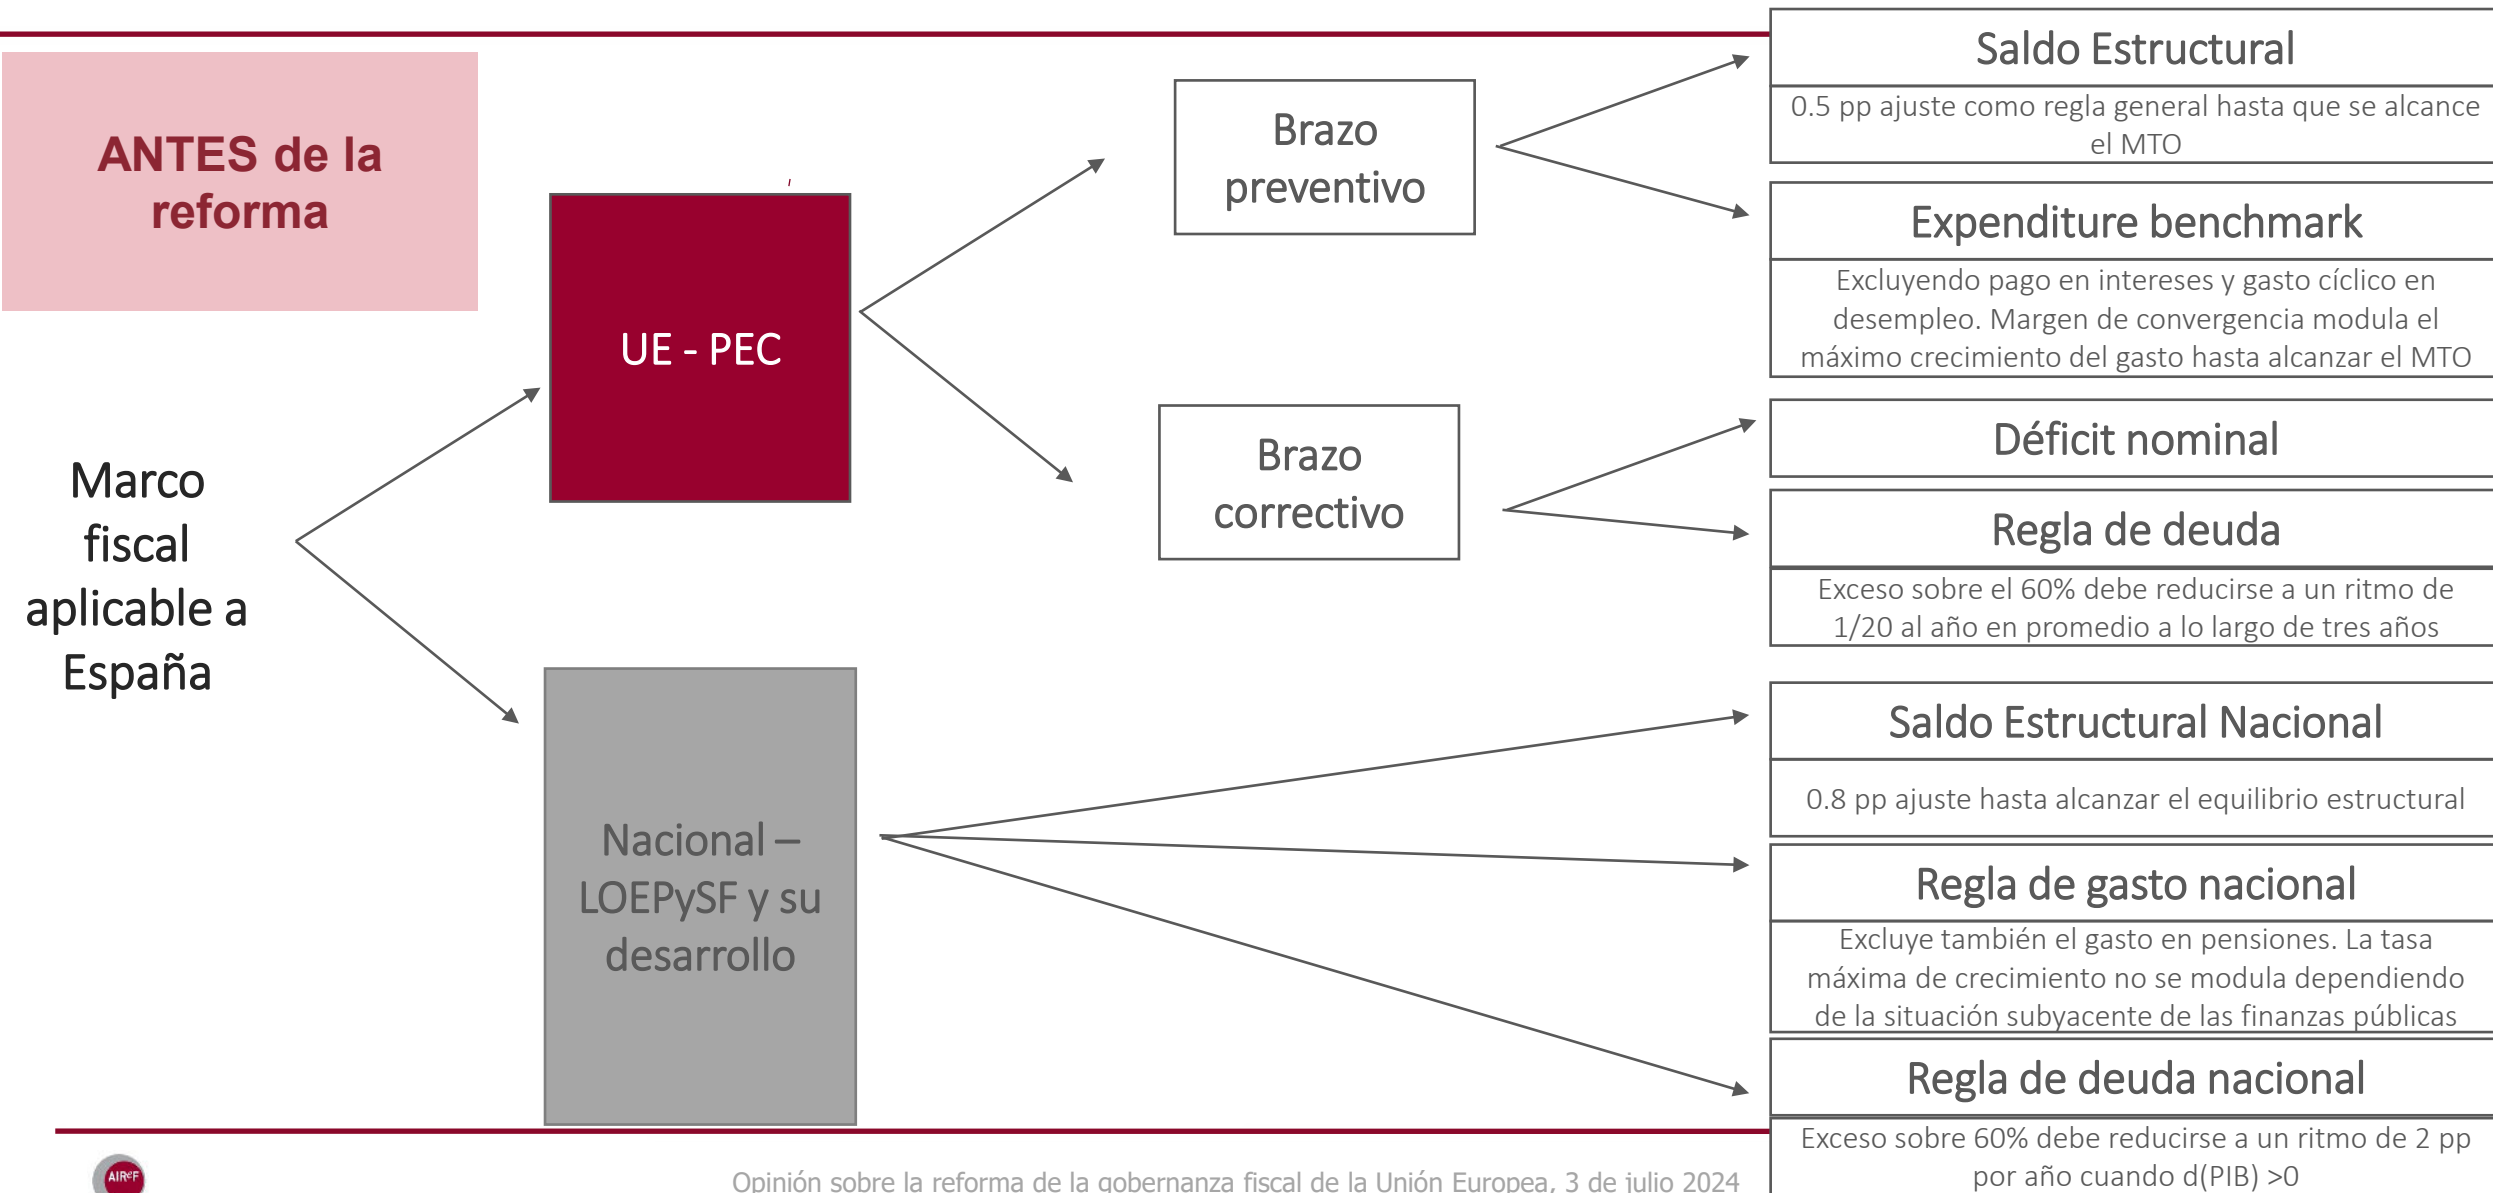 ANTES de la
reforma
Marco
fiscal
aplicable a
España
UE - PEC
Nacional –
LOEPySF y su
desarrollo
Brazo
preventivo
Brazo
correctivo
Saldo Estructural
0.5 pp ajuste como regla general hasta que se alcance
el MTO
Expenditure benchmark
Excluyendo pago en intereses y gasto cíclico en
desempleo. Margen de convergencia modula el
máximo crecimiento del gasto hasta alcanzar el MTO
Déficit nominal
Regla de deuda
Exceso sobre el 60% debe reducirse a un ritmo de
1/20 al año en promedio a lo largo de tres años
Saldo Estructural Nacional
0.8 pp ajuste hasta alcanzar el equilibrio estructural
Regla de gasto nacional
Excluye también el gasto en pensiones. La tasa
máxima de crecimiento no se modula dependiendo
de la situación subyacente de las finanzas públicas
Regla de deuda nacional
Exceso sobre 60% debe reducirse a un ritmo de 2 pp
por año cuando d(PIB) >0
AIReF
Opinión sobre la reforma de la gobernanza fiscal de la Unión Europea, 3 de julio 2024